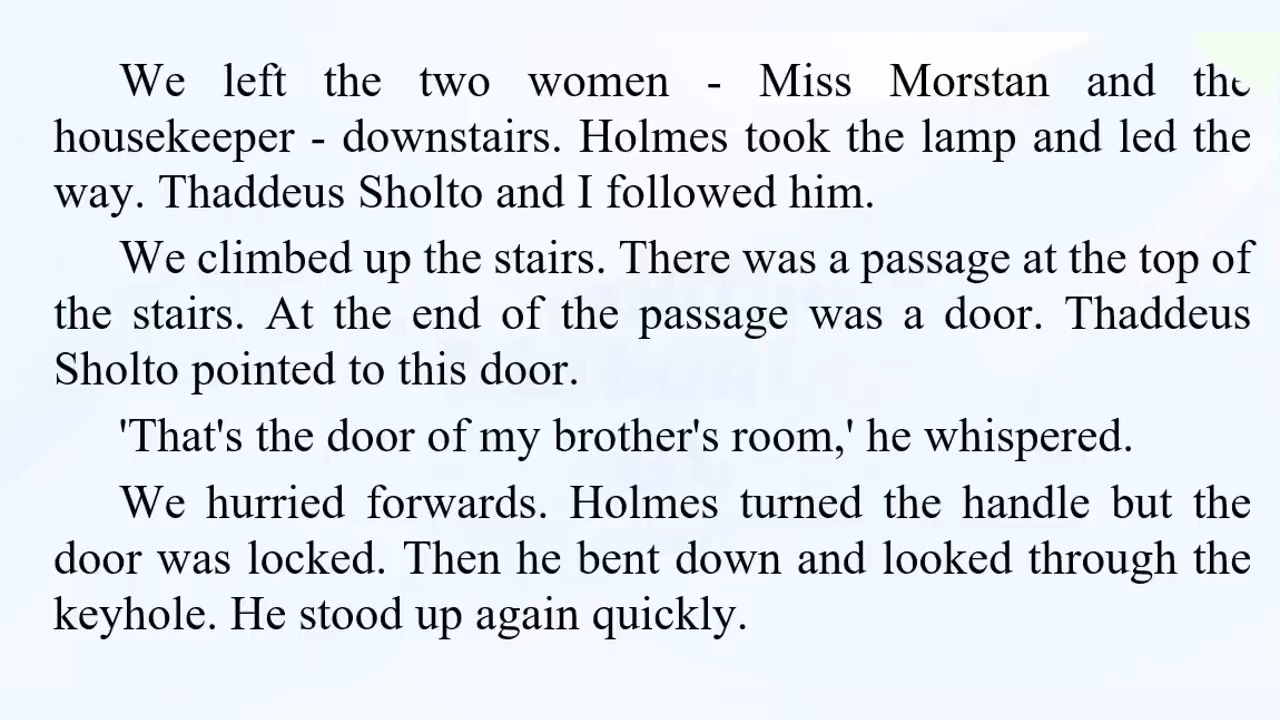 We left the two women - Miss Morstan and the
housekeeper - downstairs. Holmes took the lamp and led the
way. Thaddeus Sholto and I followed him.
We climbed up the stairs. There was a passage at the top of
the stairs. At the end of the passage was a door. Thaddeus
Sholto pointed to this door.
'That's the door of my brother's room,' he whispered.
We hurried forwards. Holmes turned the handle but the
door was locked. Then he bent down and looked through the
keyhole. He stood up again quickly.